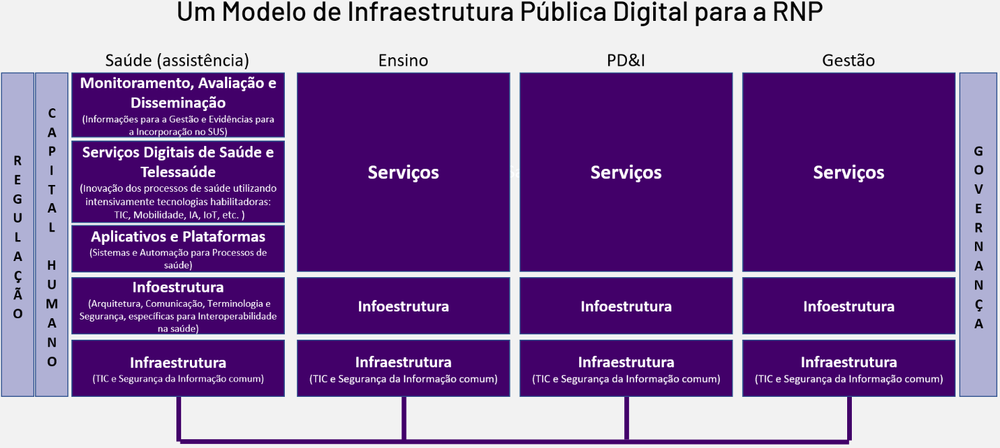 Um Modelo de Infraestrutura Pública Digital para a RNP
Saúde (assistência)
Ensino
PD&I
Gestão
REGULAÇÃO
CAPITAL HUMANO
Monitoramento, Avaliação e
Disseminação
(Informações para a Gestão e Evidências para
a Incorporação no SUS)
Serviços Digitais de Saúde e
Telessaúde
(Inovação dos processos de saúde utilizando
intensivamente tecnologias habilitadoras:
TIC, Mobilidade, IA, IoT, etc. )
Aplicativos e Plataformas
(Sistemas e Automação para Processos de
saúde)
Infoestrutura
(Arquitetura, Comunicação, Terminologia e
Segurança, específicas para Interoperabilidade
na saúde)
Infraestrutura
(TIC e Segurança da Informação comum)
Serviços
Infoestrutura
Infraestrutura
(TIC e Segurança da Informação comum)
Serviços
Infoestrutura
Infraestrutura
(TIC e Segurança da Informação comum)
Serviços
Infoestrutura
Infraestrutura
(TIC e Segurança da Informação comum)
GOVERNANÇA